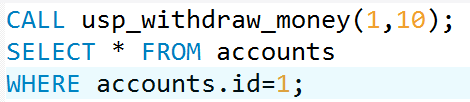 CALL usp_withdraw_money(1,10);
SELECT * FROM accounts
WHERE accounts.id=1;